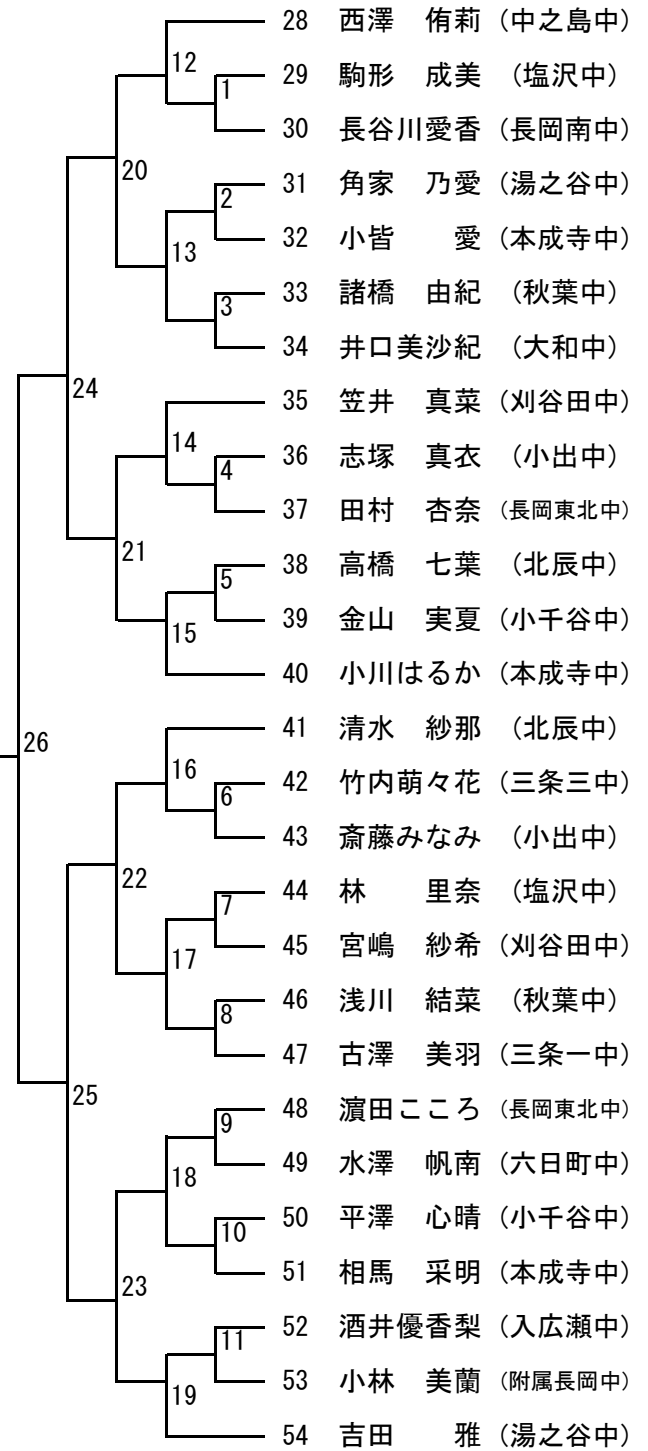 28 西澤 侑莉 (中之島中)
12
29 駒形 成美 (塩沢中)
1
30 長谷川愛香 (長岡南中)
20
31 角家 乃愛 (湯之谷中)
2
32 小皆 愛 (本成寺中)
13
33 諸橋 由紀 (秋葉中)
3
34 井口美沙紀 (大和中)
24
35 笠井 真菜 (刈谷田中)
14
36 志塚 真衣 (小出中)
4
37 田村 杏奈 (長岡東北中)
21
38 高橋 七葉 (北辰中)
5
39 金山 実夏 (小千谷中)
15
40 小川はるか (本成寺中)
41 清水 紗那 (北辰中)
26
16
42 竹内萌々花 (三条三中)
6
43 斎藤みなみ (小出中)
22
44 林 里奈 (塩沢中)
7
45 宮嶋 紗希 (刈谷田中)
17
46 浅川 結菜 (秋葉中)
8
47 古澤 美羽 (三条一中)
25
48 濵田こころ (長岡東北中)
9
49 水澤 帆南 (六日町中)
18
50 平澤 心晴 (小千谷中)
10
51 相馬 采明 (本成寺中)
23
52 酒井優香梨 (入広瀬中)
11
53 小林 美蘭 (附属長岡中)
19
54 吉田 雅 (湯之谷中)